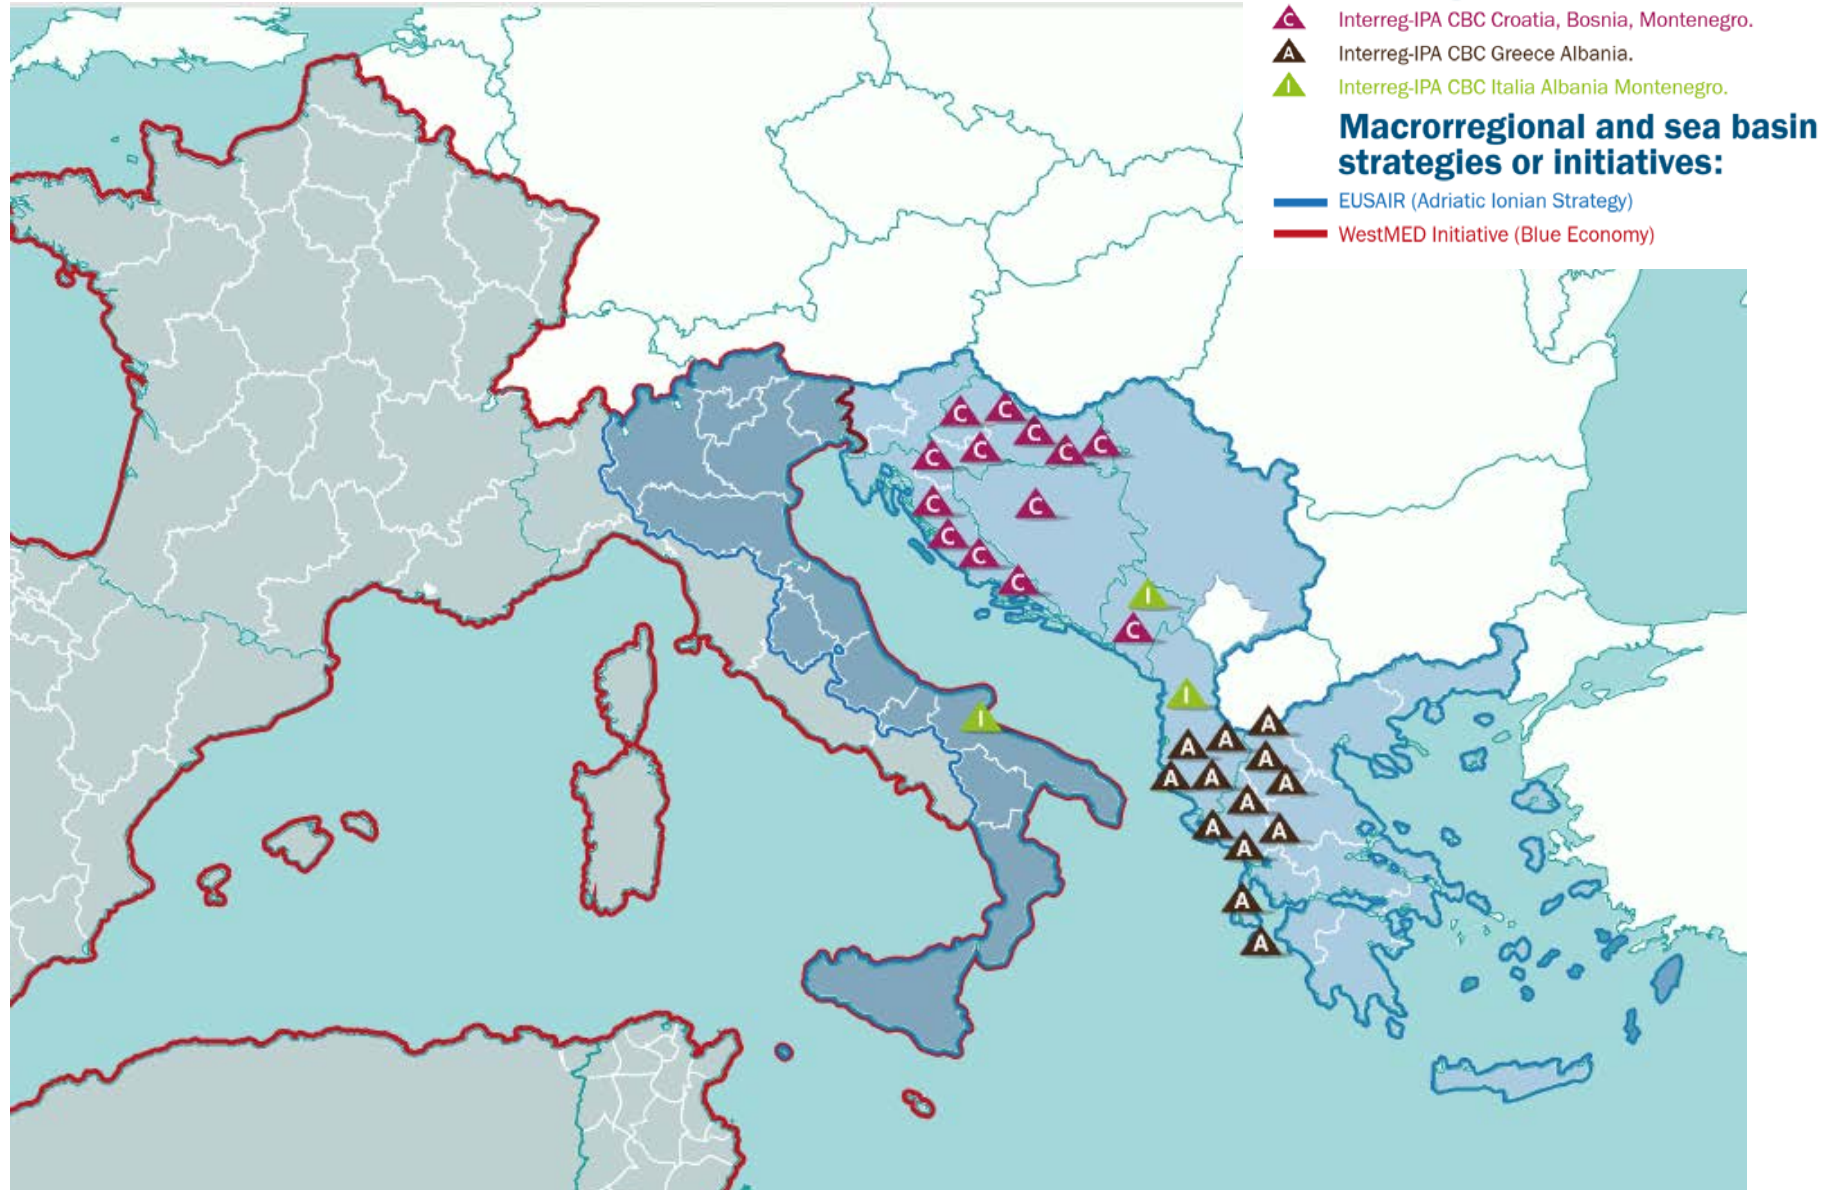 C Interreg-IPA CBC Croatia, Bosnia, Montenegro.
A Interreg-IPA CBC Greece Albania.
I Interreg-IPA CBC Italia Albania Montenegro.
Macrorregional and sea basin
strategies or initiatives:
EUSAIR (Adriatic Ionian Strategy)
WestMED Initiative (Blue Economy)
C
C
C
C
C
C
C
C
C
C
C
C
I
C
I
I
A
A
A
A
A
A
A
A
A
A
A
A
A